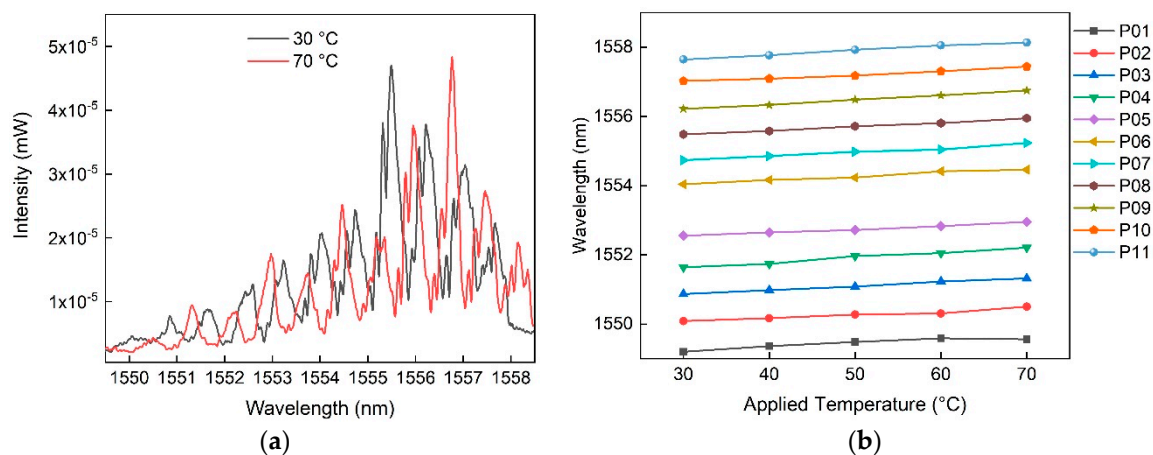 30 °C
70 °C
5x10-5
4x10-5
3x10-5
2x10-5
1x10-5
Intensity (mW)
1550 1551 1552 1553 1554 1555 1556 1557 1558
Wavelength (nm)
(a)
1558
1556
1554
1552
1550
Wavelength (nm)
30 40 50 60 70
Applied Temperature (°C)
P01
P02
P03
P04
P05
P06
P07
P08
P09
P10
P11
(b)